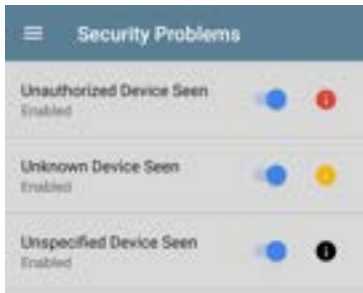 Security Problems
Unauthorized Device Seen
Enabled
Unknown Device Seen
Enabled
Unspecified Device Seen
Enabled